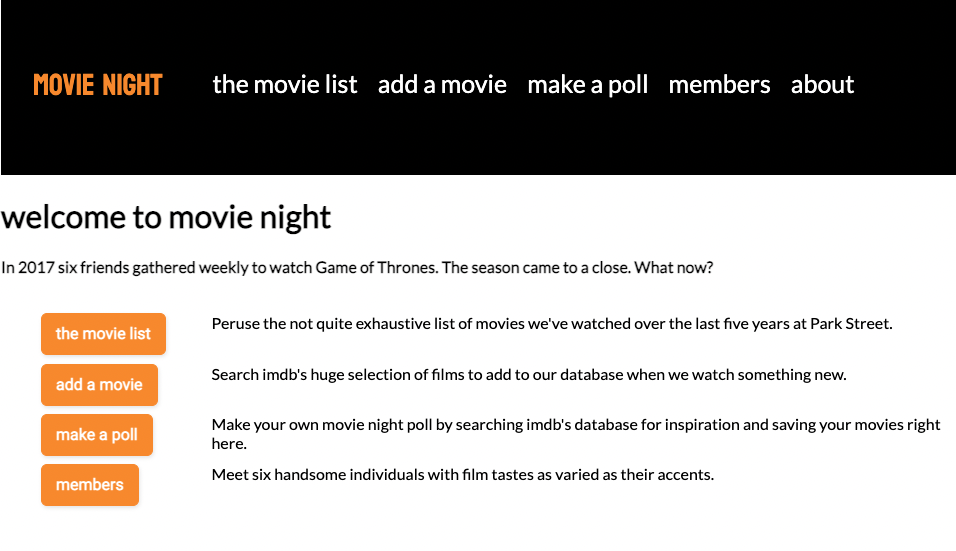 MOVIE NIGHT the movie list add a movie make a poll members about
welcome to movie night
In 2017 six friends gathered weekly to watch Game of Thrones. The season came to a close. What now?
the movie list Peruse the not quite exhaustive list of movies we've watched over the last five years at Park Street.
add a movie Search imdb's huge selection of films to add to our database when we watch something new.
make a poll Make your own movie night poll by searching imdb's database for inspiration and saving your movies right
here.
members Meet six handsome individuals with film tastes as varied as their accents.